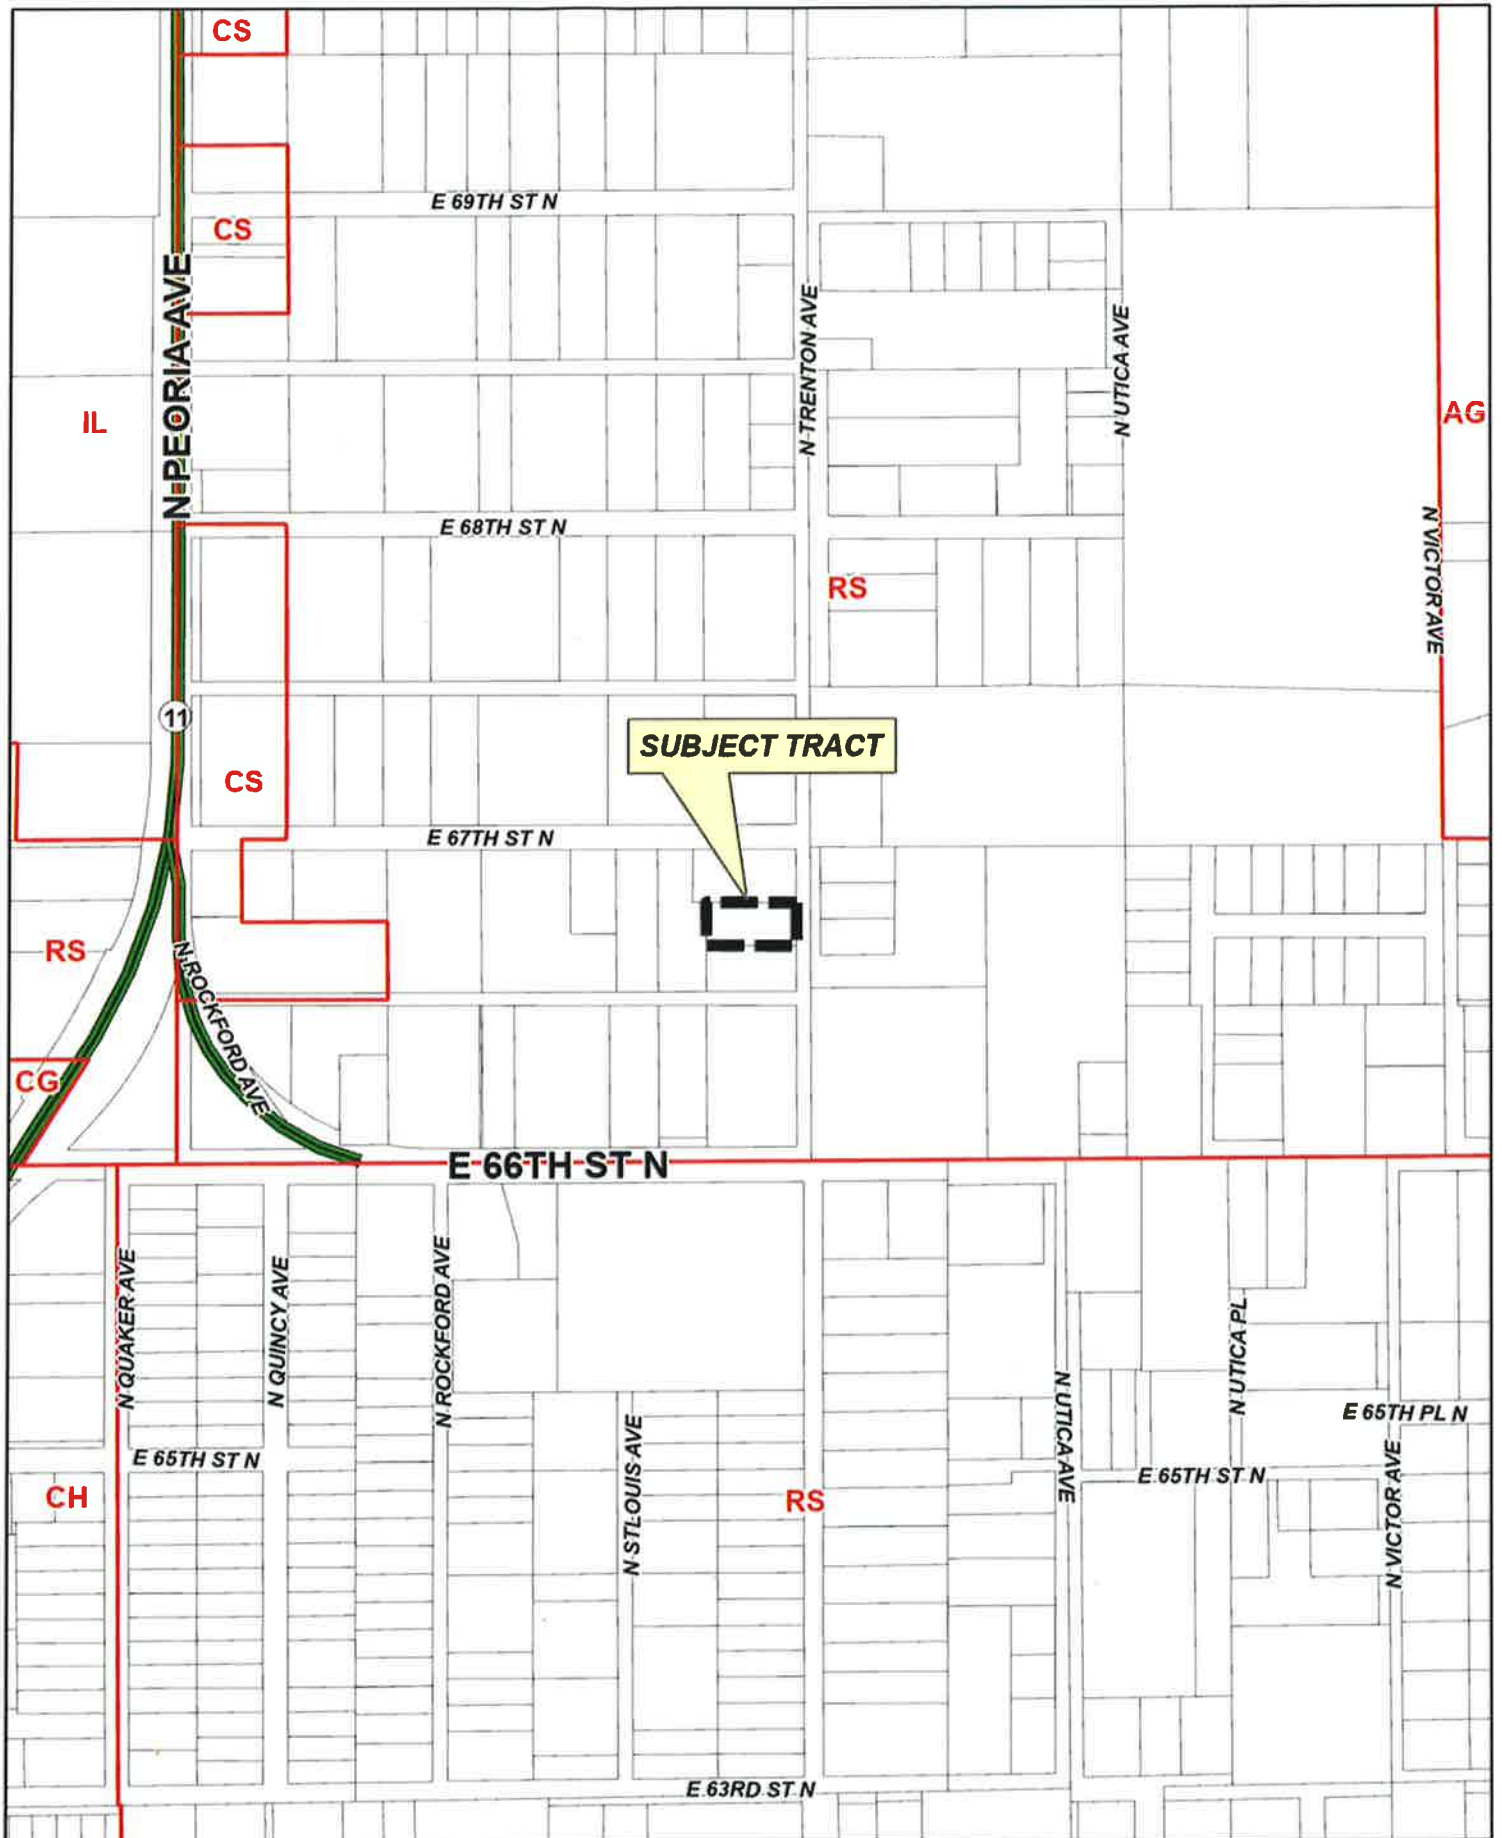 CS
E 69TH ST N
CS
N PEORIA AVE
N TRENTON AVE
N UTICA AVE
IL
AG
E 68TH ST N
N VICTOR AVE
RS
11
SUBJECT TRACT
CS
E 67TH ST N
RS
N ROCKFORD AVE
CG
E 66TH ST N
N QUAKER AVE
N QUINCY AVE
N ROCKFORD AVE
N UTICA PL
N UTICA AVE
E 65TH PL N
N STLOUIS AVE
E 65TH ST N
E 65TH ST N
N VICTOR AVE
CH
RS
E 63RD ST N